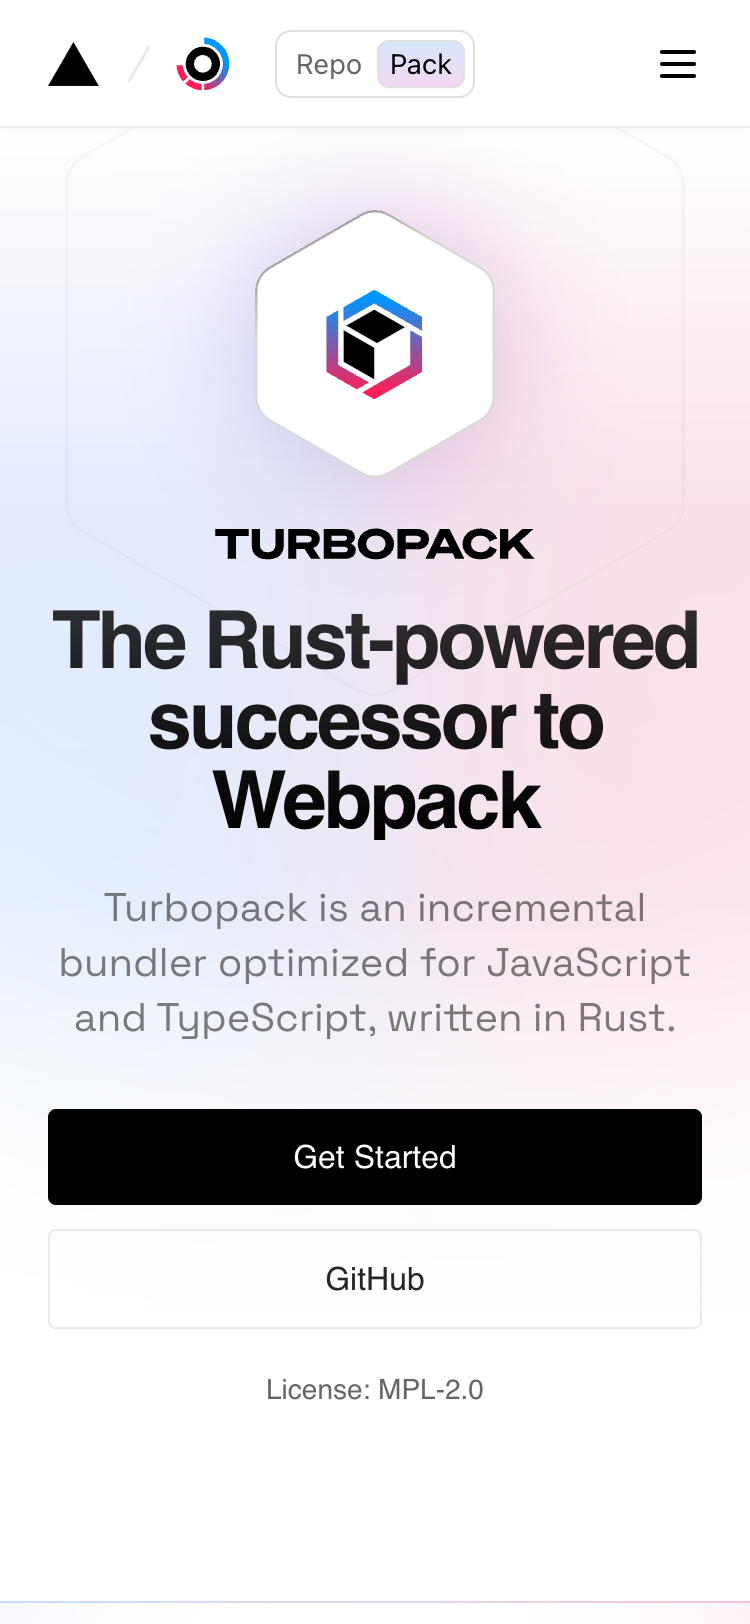 Repo Pack
TURBOPACK
The Rust-powered
successor to
Webpack
Turbopack is an incremental
bundler optimized for JavaScript
and TypeScript, written in Rust.
Get Started
GitHub
License: MPL-2.0